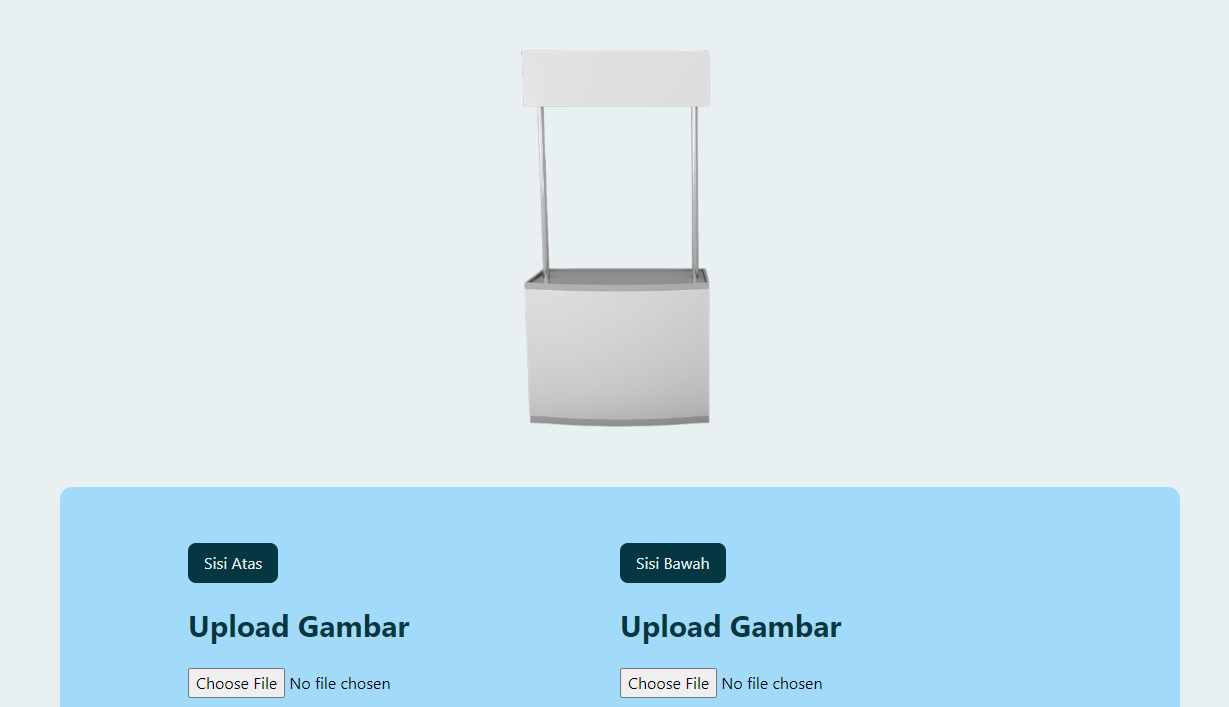 Sisi Atas
Upload Gambar
Choose File No file chosen
Sisi Bawah
Upload Gambar
Choose File No file chosen